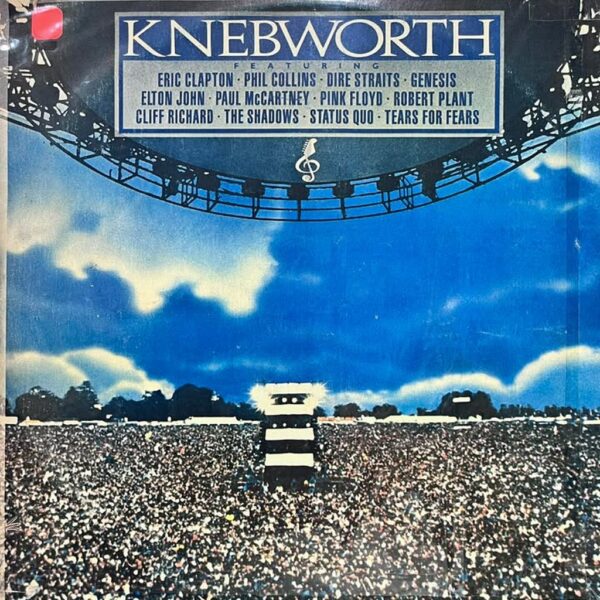 KNEBWORTH
FEATURING
ERIC CLAPTON · PHIL COLLINS · DIRE STRAITS · GENESIS
ELTON JOHN · PAUL McCARTNEY · PINK FLOYD · ROBERT PLANT
CLIFF RICHARD · THE SHADOWS · STATUS QUO · TEARS FOR FEARS